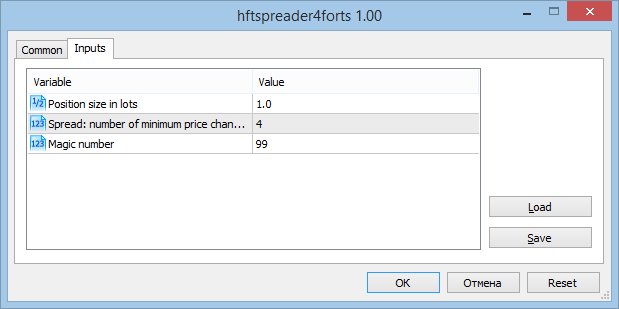 hftspreader4forts 1.00
Common Inputs
Variable Value
1/2 Position size in lots 1.0
123 Spread: number of minimum price chan... 4
123 Magic number 99
Load
Save
OK Отмена Reset